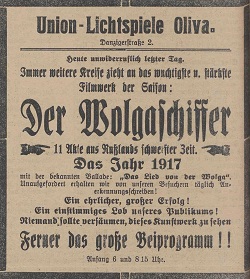 Union-Lichtspiele Oliva.
Danzigerstraße 2.
Heute unwiderruflich letzter Tag.
Immer weitere Kreise zieht an das wuchtigste u. stärkste
Filmwerk der Saison:
Der Wolgaschiffer
11 Akte aus Rußlands schwerster Zeit.
Das Jahr 1917
mit der bekannten Ballade: „Das Lied von der Wolga“.
Unaufgefordert erhalten wir von unseren Besuchern täglich An-
erkennungsschreiben!
Ein ehrlicher, großer Erfolg!
Ein einstimmiges Lob unseres Publikums!
Niemand sollte versäumen, dieses Kunstwerk zu sehen
Ferner das große Beiprogramm!!
Anfang 6 und 8.15 Uhr.